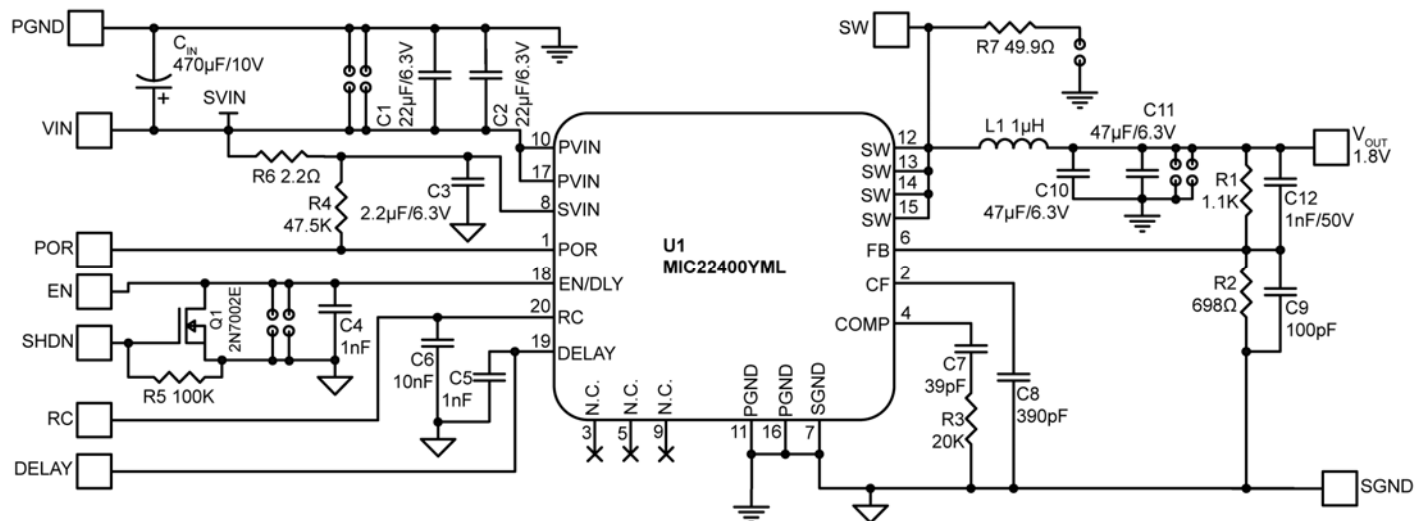 PGND
C_IN
470µF/10V
C1
22µF/6.3V
C2
22µF/6.3V
SW
R7 49.9Ω
SVIN
VIN
R6 2.2Ω
C3
2.2µF/6.3V
R4
47.5K
POR
EN
SHDN
Q1
2N7002E
C4
1nF
R5 100K
C6
10nF
C5
1nF
RC
DELAY
10 PVIN
17 PVIN
8 SVIN
1 POR
18 EN/DLY
20 RC
19 DELAY
U1
MIC22400YML
3 N.C.
5 N.C.
9 N.C.
11 PGND
16 PGND
7 SGND
SW 12
SW 13
SW 14
SW 15
FB 6
CF 2
COMP 4
L1 1µH
C11
47µF/6.3V
C10
47µF/6.3V
R1
1.1K
C12
1nF/50V
V_OUT
1.8V
R2
698Ω
C9
100pF
C7
39pF
R3
20K
C8
390pF
SGND